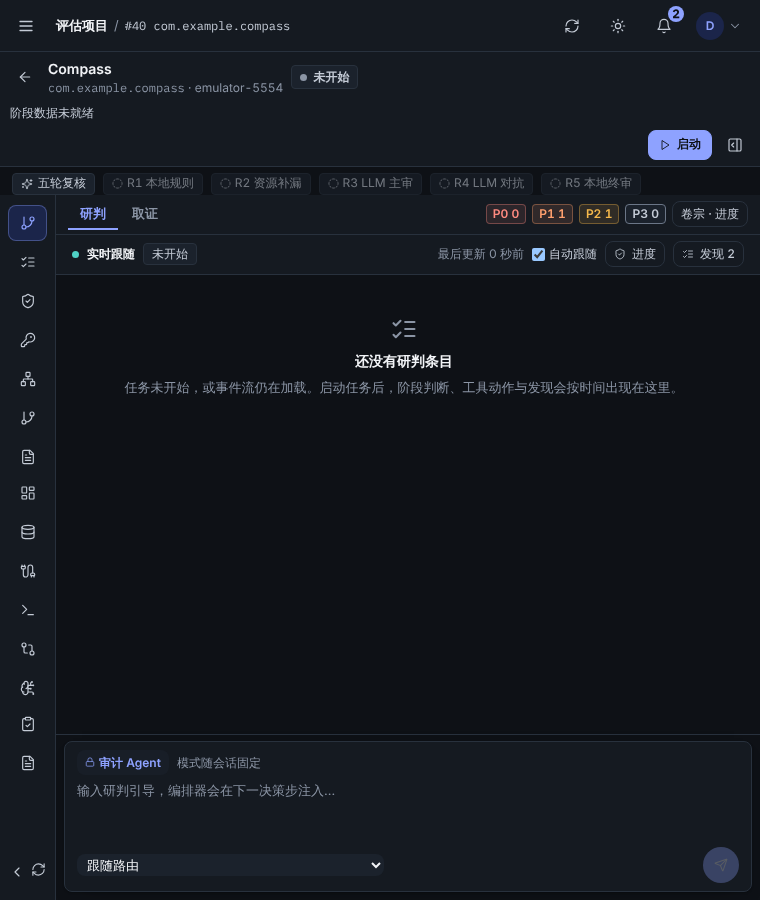 评估项目 / #40 com.example.compass
2
D
Compass
com.example.compass · emulator-5554
未开始
阶段数据未就绪
启动
五轮复核 R1 本地规则 R2 资源补漏 R3 LLM 主审 R4 LLM 对抗 R5 本地终审
研判 取证 P0 0 P1 1 P2 1 P3 0 卷宗 · 进度
实时跟随 未开始 最后更新 0 秒前 自动跟随 进度 发现 2
还没有研判条目
任务未开始，或事件流仍在加载。启动任务后，阶段判断、工具动作与发现会按时间出现在这里。
审计 Agent 模式随会话固定
输入研判引导，编排器会在下一决策步注入...
跟随路由